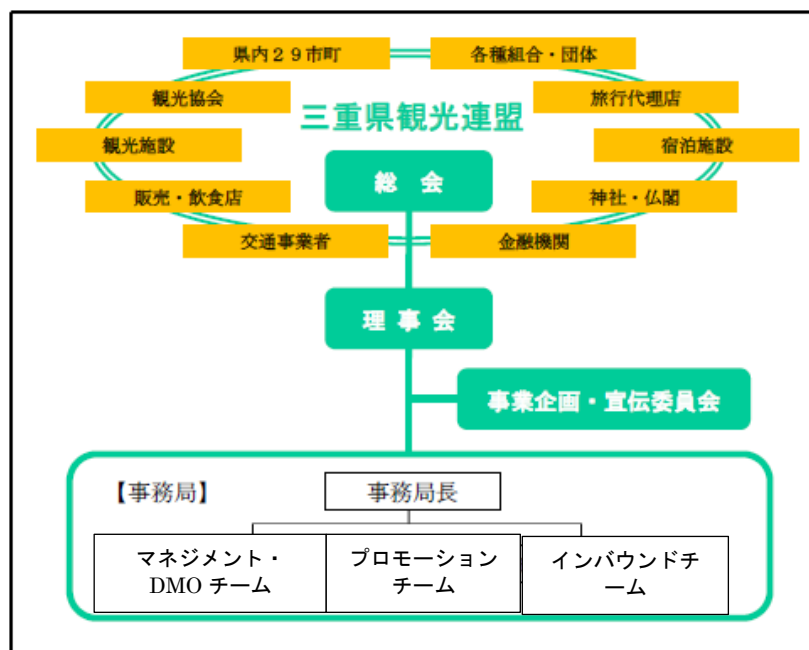 県内２９市町
各種組合・団体
観光協会
旅行代理店
三重県観光連盟
観光施設
宿泊施設
総　会
販売・飲食店
神社・仏閣
交通事業者
金融機関
理 事 会
事業企画・宣伝委員会
【事務局】
事務局長
マネジメント・
DMO チーム
プロモーション
チーム
インバウンドチ
ーム